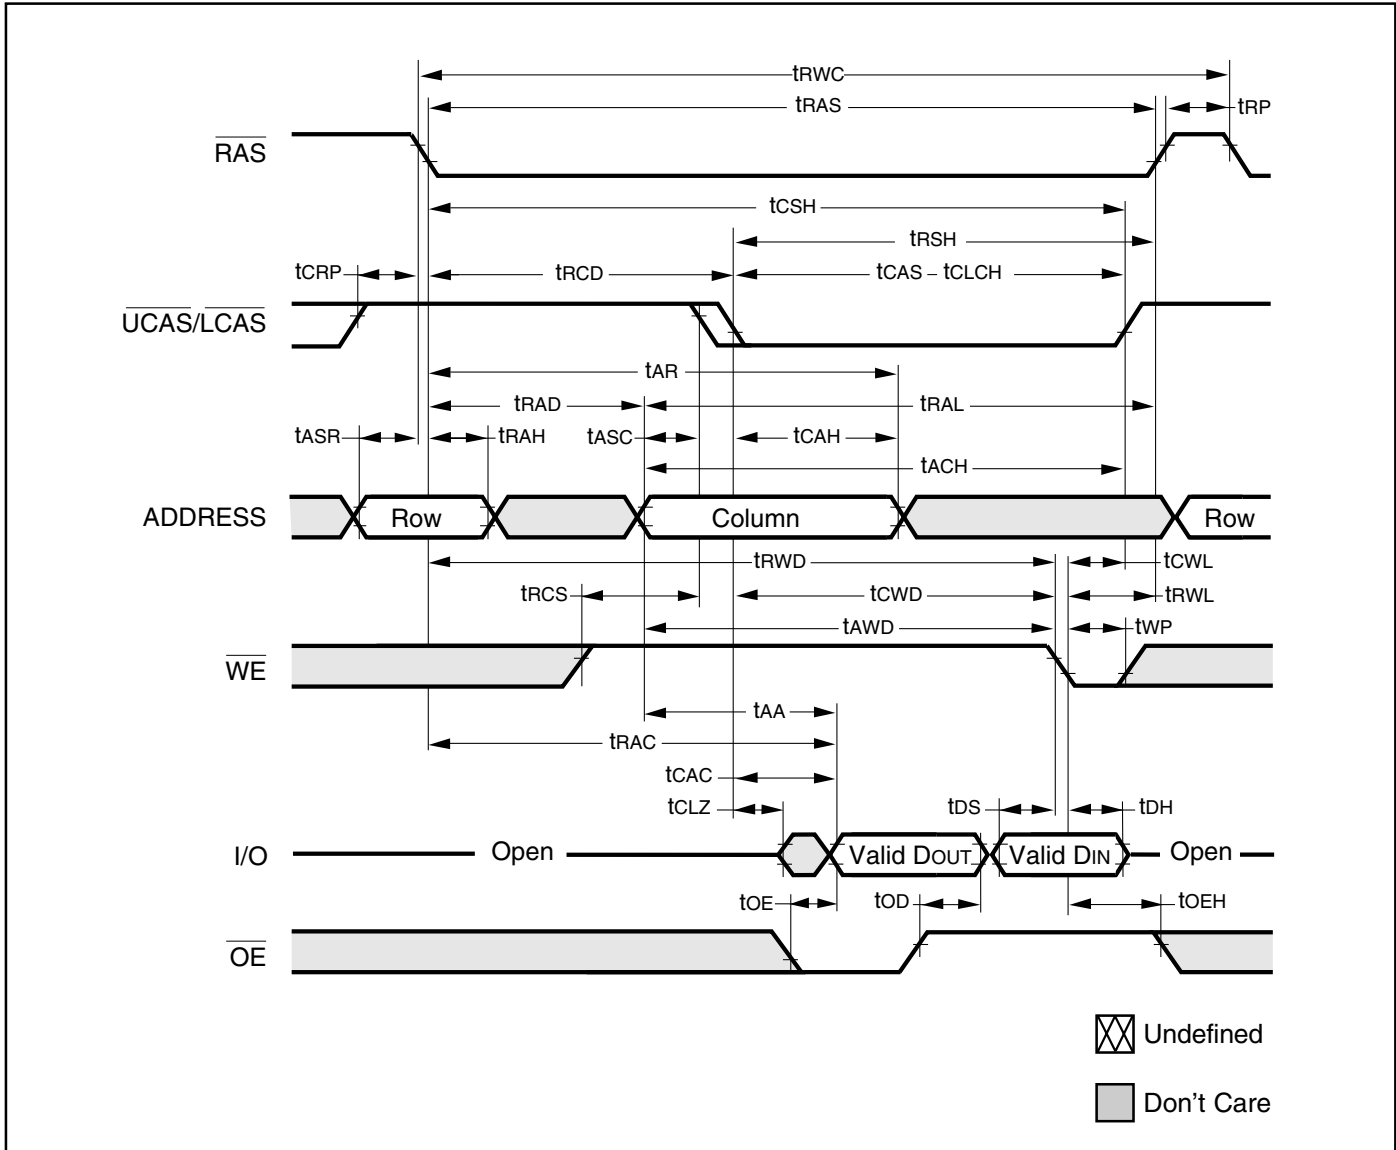 tRWC
tRAS
tRP
RAS
tCSH
tRSH
tCRP
tRCD
tCAS – tCLCH
UCAS/LCAS
tAR
tRAD
tRAL
tASR
tRAH
tASC
tCAH
tACH
ADDRESS
Row
Column
Row
tRWD
tCWL
tRCS
tCWD
tRWL
tAWD
tWP
WE
tAA
tRAC
tCAC
tCLZ
tDS
tDH
I/O
Open
Valid DOUT
Valid DIN
Open
tOE
tOD
tOEH
OE
Undefined
Don't Care